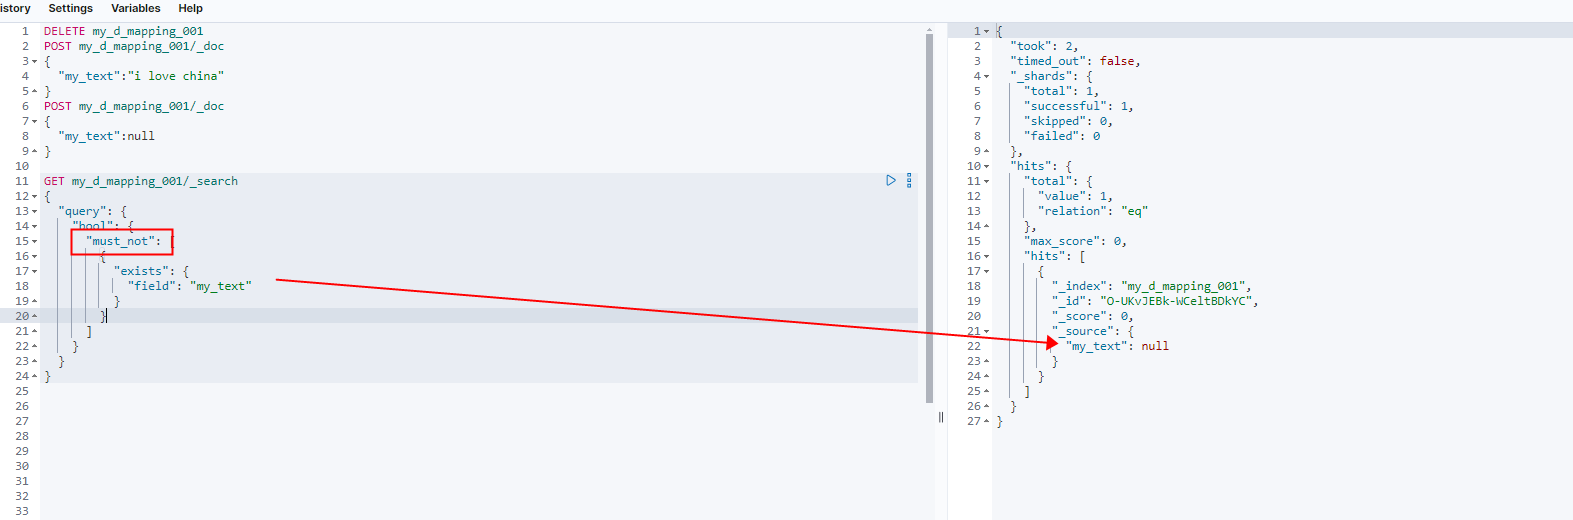 istory Settings Variables Help
1 DELETE my_d_mapping_001
2 POST my_d_mapping_001/_doc
3 {
4 "my_text":"i love china"
5 }
6 POST my_d_mapping_001/_doc
7 {
8 "my_text":null
9 }
10
11 GET my_d_mapping_001/_search
12 {
13 "query": {
14 "bool": {
15 "must_not": [
16 {
17 "exists": {
18 "field": "my_text"
19 }
20 }
21 ]
22 }
23 }
24 }
25
26
27
28
29
30
31
32
33
1 {
2 "took": 2,
3 "timed_out": false,
4 "_shards": {
5 "total": 1,
6 "successful": 1,
7 "skipped": 0,
8 "failed": 0
9 },
10 "hits": {
11 "total": {
12 "value": 1,
13 "relation": "eq"
14 },
15 "max_score": 0,
16 "hits": [
17 {
18 "_index": "my_d_mapping_001",
19 "_id": "O-UKvJEBk-WCeltBDkYC",
20 "_score": 0,
21 "_source": {
22 "my_text": null
23 }
24 }
25 ]
26 }
27 }